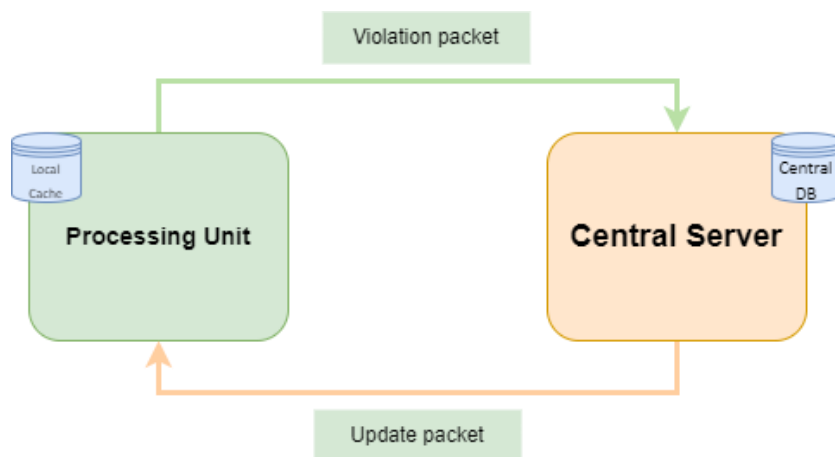 Violation packet
Local
Cache
Processing Unit
Central
DB
Central Server
Update packet